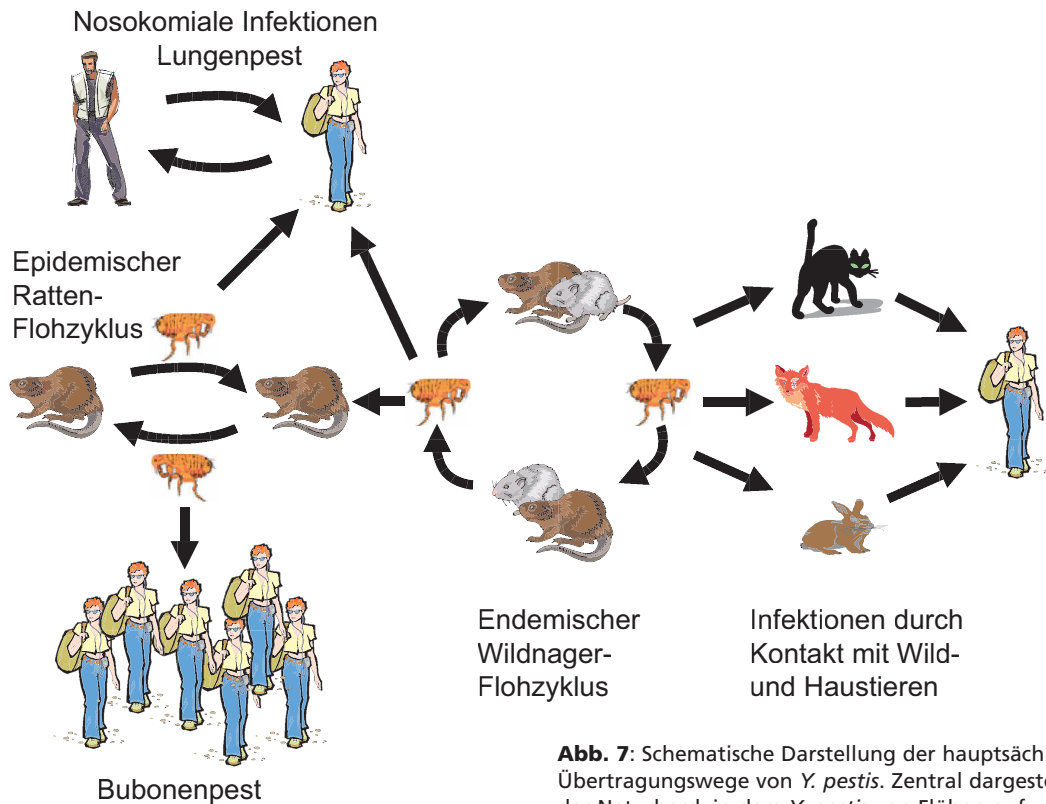 Nosokomiale Infektionen
Lungenpest
Epidemischer
Ratten-
Flohzyklus
Endemischer
Wildnager-
Flohzyklus
Infektionen durch
Kontakt mit Wild-
und Haustieren
Bubonenpest
Abb. 7: Schematische Darstellung der hauptsäch
Übertragungswege von Y. pestis. Zentral dargeste